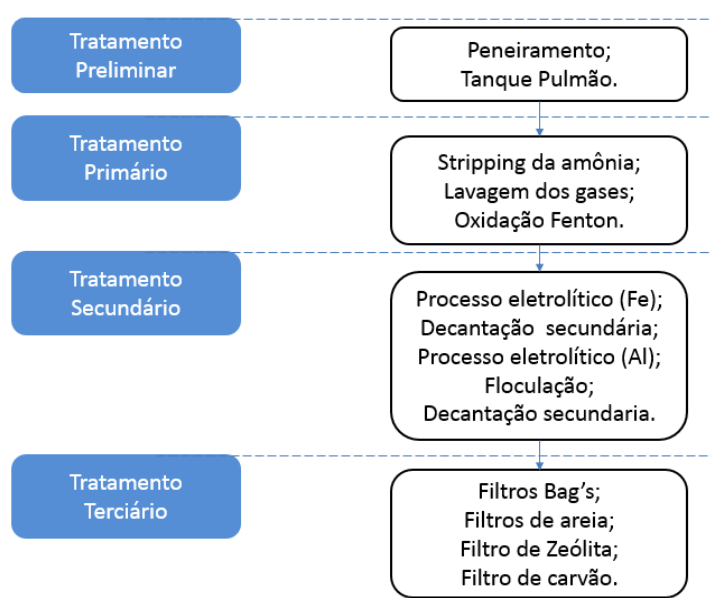 Tratamento
Preliminar
Peneiramento;
Tanque Pulmão.
Tratamento
Primário
Stripping da amônia;
Lavagem dos gases;
Oxidação Fenton.
Tratamento
Secundário
Processo eletrolítico (Fe);
Decantação secundária;
Processo eletrolítico (Al);
Floculação;
Decantação secundaria.
Tratamento
Terciário
Filtros Bag's;
Filtros de areia;
Filtro de Zeólita;
Filtro de carvão.